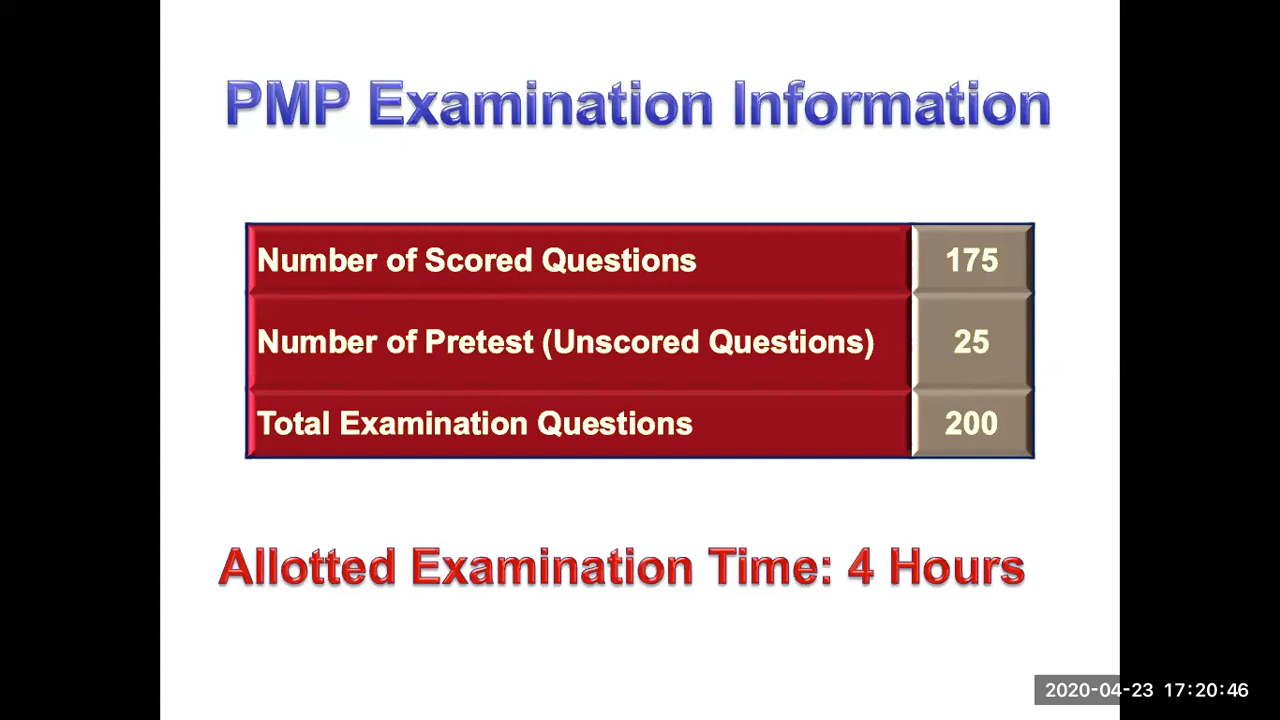 PMP Examination Information
Number of Scored Questions 175
Number of Pretest (Unscored Questions) 25
Total Examination Questions 200
Allotted Examination Time: 4 Hours
2020-04-23 17:20:46